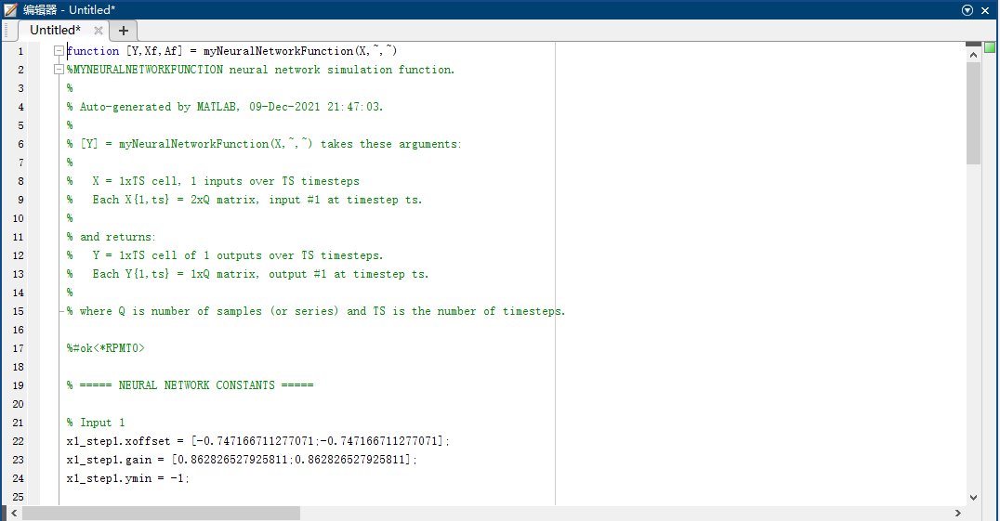 编辑器 - Untitled*
Untitled*
1 function [Y,Xf,Af] = myNeuralNetworkFunction(X,~,~)
2 %MYNEURALNETWORKFUNCTION neural network simulation function.
3 %
4 % Auto-generated by MATLAB, 09-Dec-2021 21:47:03.
5 %
6 % [Y] = myNeuralNetworkFunction(X,~,~) takes these arguments:
7 %
8 %   X = 1xTS cell, 1 inputs over TS timesteps
9 %   Each X{1,ts} = 2xQ matrix, input #1 at timestep ts.
10 %
11 % and returns:
12 %   Y = 1xTS cell of 1 outputs over TS timesteps.
13 %   Each Y{1,ts} = 1xQ matrix, output #1 at timestep ts.
14 %
15 % where Q is number of samples (or series) and TS is the number of timesteps.
16
17 %#ok<*RPMT0>
18
19 % ===== NEURAL NETWORK CONSTANTS =====
20
21 % Input 1
22 x1_step1.xoffset = [-0.747166711277071;-0.747166711277071];
23 x1_step1.gain = [0.862826527925811;0.862826527925811];
24 x1_step1.ymin = -1;
25